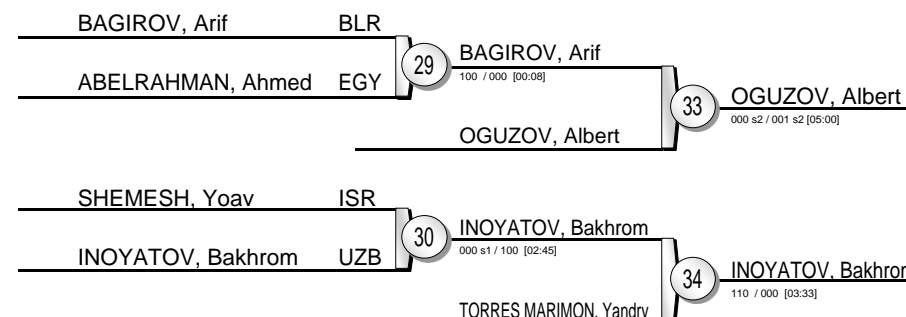 BAGIROV, Arif BLR
29
BAGIROV, Arif
100 / 000 [00:08]
ABELRAHMAN, Ahmed EGY
33
OGUZOV, Albert
000 s2 / 001 s2 [05:00]
OGUZOV, Albert
SHEMESH, Yoav ISR
30
INOYATOV, Bakhrom
000 s1 / 100 [02:45]
INOYATOV, Bakhrom UZB
34
INOYATOV, Bakhrom
110 / 000 [03:33]
TORRES MARIMON, Yandry